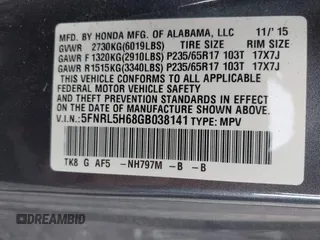 MFD. BY HONDA MFG. OF ALABAMA, LLC 11/'15
GVWR 2730KG(6019LBS) TIRE SIZE RIM SIZE
GAWR F 1320KG(2910LBS) P235/65R17 103T 17X7J
GAWR R 1515KG(3340LBS) P235/65R17 103T 17X7J
THIS VEHICLE CONFORMS TO ALL APPLICABLE
FEDERAL MOTOR VEHICLE SAFETY AND
THEFT PREVENTION STANDARDS IN EFFECT ON
THE DATE OF MANUFACTURE SHOWN ABOVE.
V.I.N.: 5FNRL5H68GB038141 TYPE: MPV
TK8 G AF5 -NH797M -B -B
DREAMBID